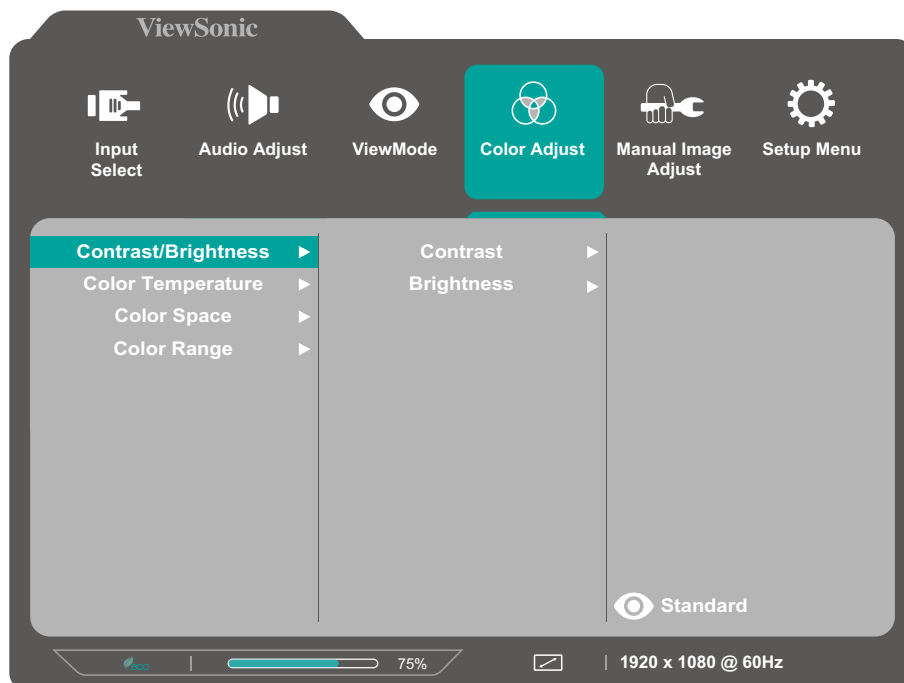 ViewSonic
Input Select
Audio Adjust
ViewMode
Color Adjust
Manual Image Adjust
Setup Menu
Contrast/Brightness
Contrast
Color Temperature
Brightness
Color Space
Color Range
Standard
eco
75%
1920 x 1080 @ 60Hz